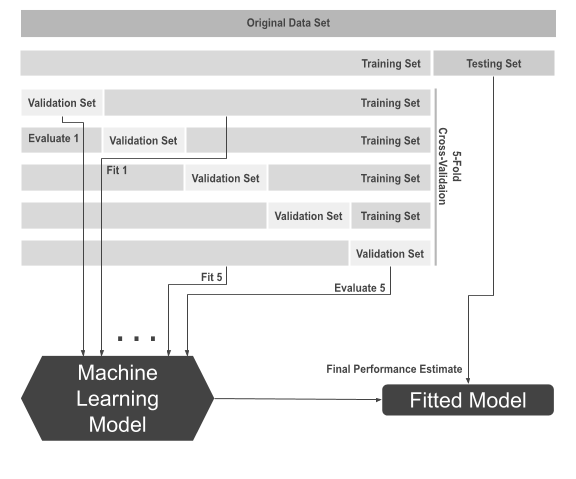 Original Data Set
Training Set
Testing Set
Validation Set
Training Set
Evaluate 1
Validation Set
Training Set
Fit 1
Validation Set
Training Set
Validation Set
Training Set
Validation Set
5-Fold
Cross-Validaion
Fit 5
Evaluate 5
. . .
Machine
Learning
Model
Final Performance Estimate
Fitted Model